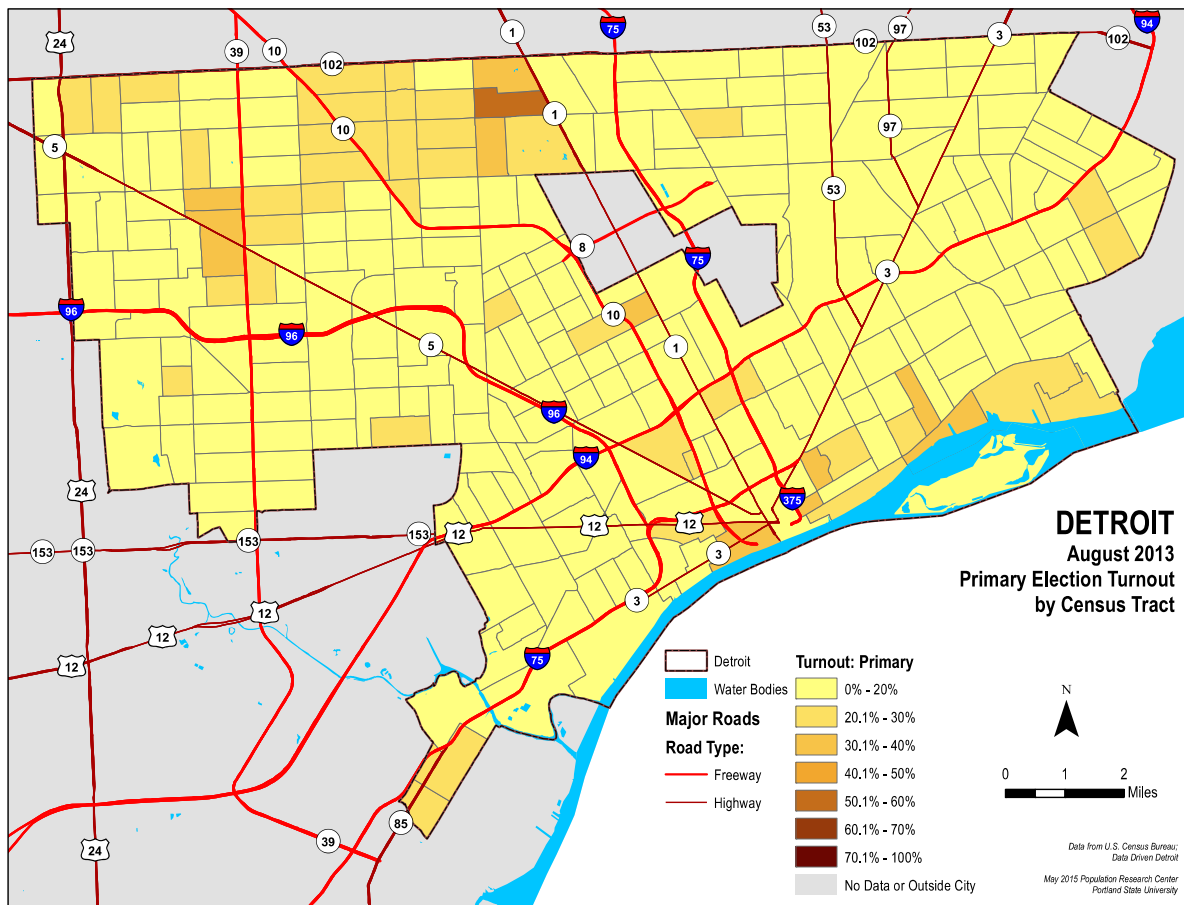 24
39
10
102
1
75
53
102
97
3
102
94
5
10
1
97
53
8
75
3
96
96
10
5
1
96
94
24
375
153
153
153
153
12
12
12
3
12
12
12
3
75
85
39
24
DETROIT
August 2013
Primary Election Turnout
by Census Tract
Detroit
Water Bodies
Major Roads
Road Type:
Freeway
Highway
Turnout: Primary
0% - 20%
20.1% - 30%
30.1% - 40%
40.1% - 50%
50.1% - 60%
60.1% - 70%
70.1% - 100%
No Data or Outside City
N
0 1 2
Miles
Data from U.S. Census Bureau;
Data Driven Detroit
May 2015 Population Research Center
Portland State University